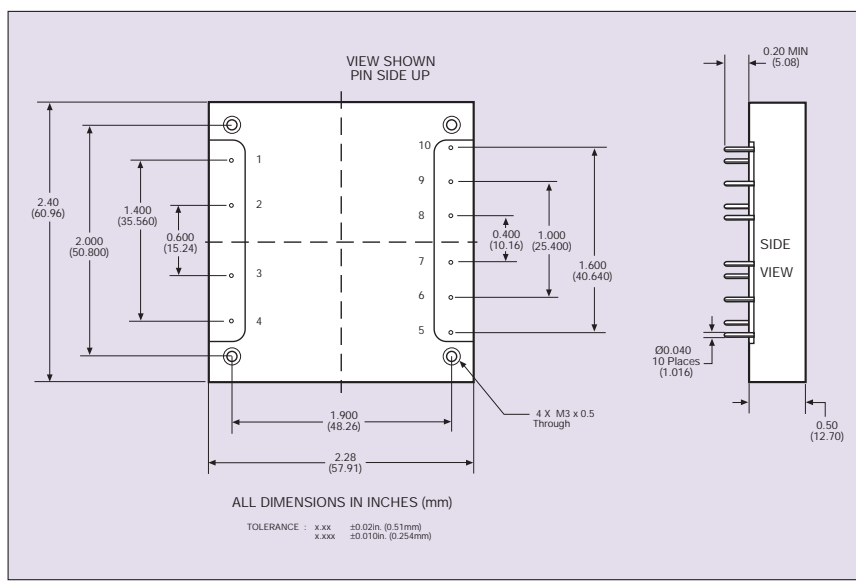 VIEW SHOWN
PIN SIDE UP
0.20 MIN
(5.08)
1
2
3
4
10
9
8
7
6
5
2.40
(60.96)
2.000
(50.800)
1.400
(35.560)
0.600
(15.24)
0.400
(10.16)
1.000
(25.400)
1.600
(40.640)
SIDE
VIEW
Ø0.040
10 Places
(1.016)
0.50
(12.70)
4 X M3 x 0.5
Through
1.900
(48.26)
2.28
(57.91)
ALL DIMENSIONS IN INCHES (mm)
TOLERANCE : x.xx ±0.02in. (0.51mm)
x.xxx ±0.010in. (0.254mm)